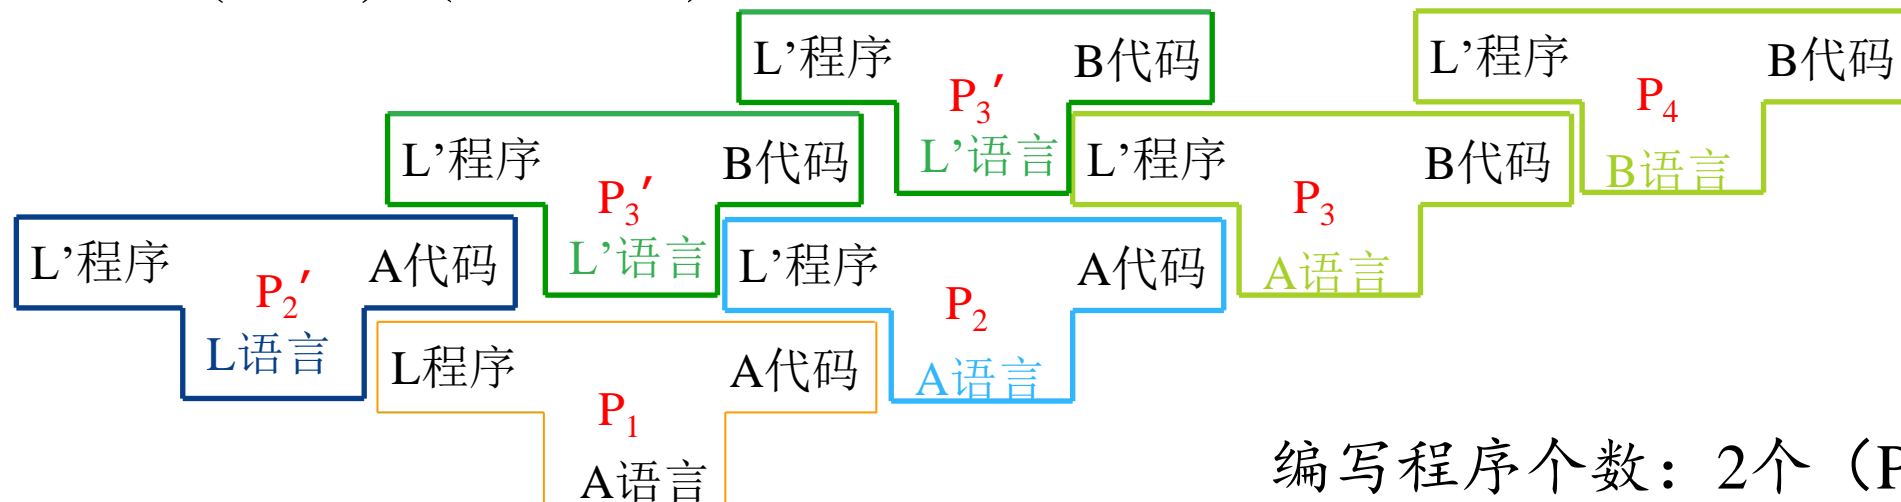 L’程序 B代码
P3′
L’语言
L’程序 B代码
P4
B语言
L’程序 B代码
P3′
L’语言
L’程序 B代码
P3
A语言
L’程序 A代码
P2′
L语言
L’程序 A代码
P2
A语言
L程序 A代码
P1
A语言
编写程序个数：2个（P